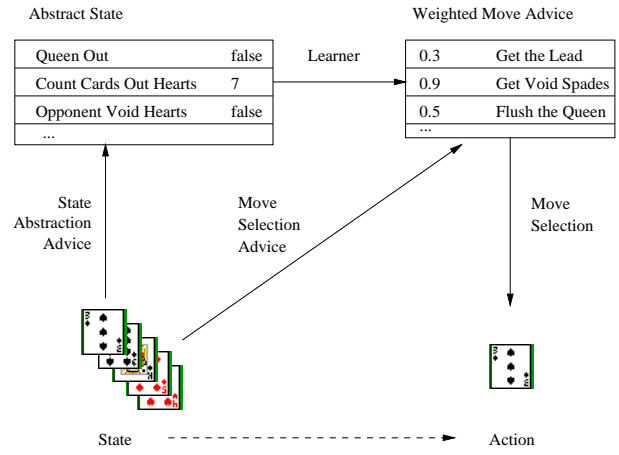 Abstract State
Weighted Move Advice
Queen Out false
Count Cards Out Hearts 7
Opponent Void Hearts false
...
Learner
0.3 Get the Lead
0.9 Get Void Spades
0.5 Flush the Queen
...
State
Abstraction
Advice
Move
Selection
Advice
Move
Selection
State
Action